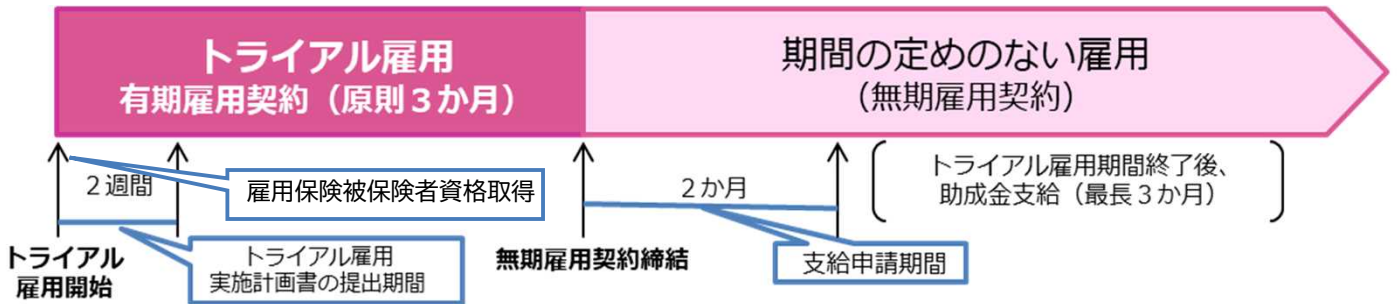 トライアル雇用
有期雇用契約（原則３か月）
期間の定めのない雇用
（無期雇用契約）
２週間
雇用保険被保険者資格取得
２か月
トライアル雇用期間終了後、
助成金支給（最長３か月）
トライアル
雇用開始
トライアル雇用
実施計画書の提出期間
無期雇用契約締結
支給申請期間